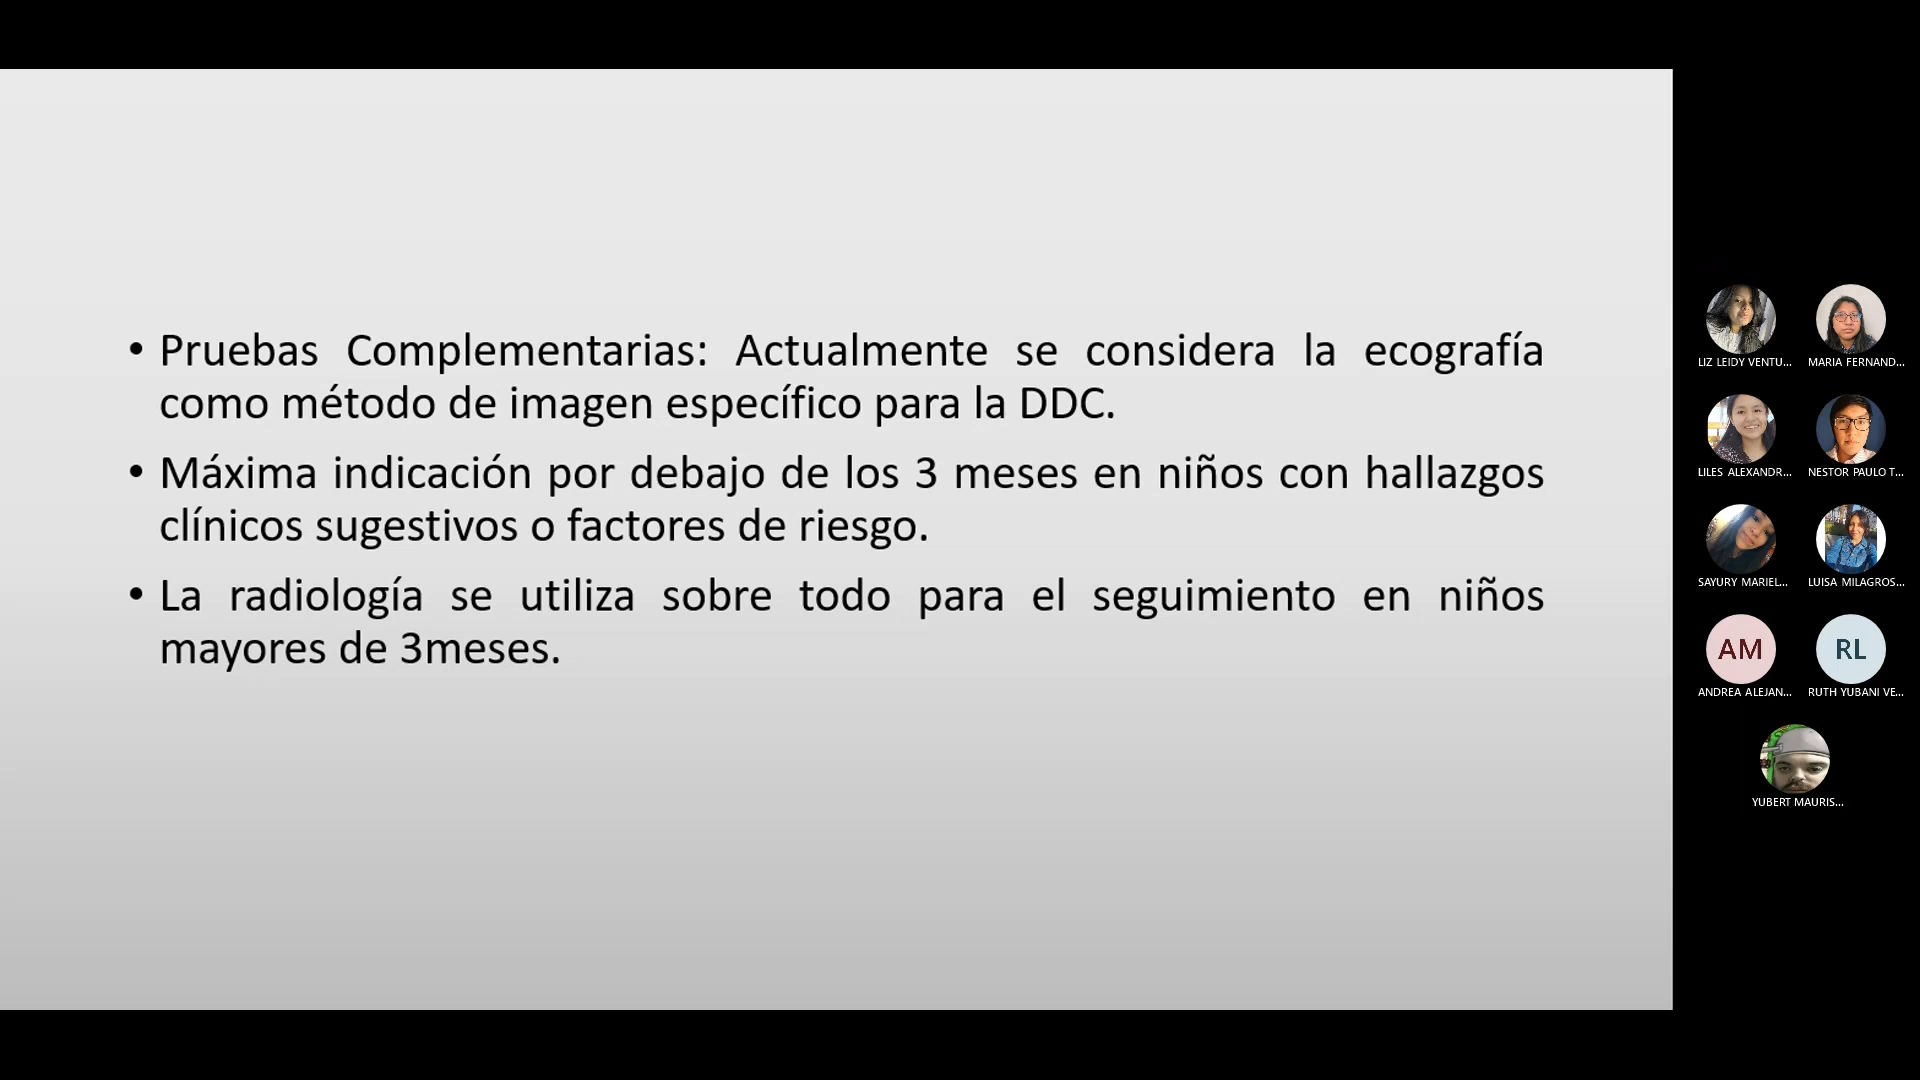 • Pruebas Complementarias: Actualmente se considera la ecografía
como método de imagen específico para la DDC.
• Máxima indicación por debajo de los 3 meses en niños con hallazgos
clínicos sugestivos o factores de riesgo.
• La radiología se utiliza sobre todo para el seguimiento en niños
mayores de 3meses.
LIZ LEIDY VENTU...
MARIA FERNAND...
LILES ALEXANDR...
NESTOR PAULO T...
SAYURY MARIEL...
LUISA MILAGROS...
AM
RL
ANDREA ALEJAN...
RUTH YUBANI VE...
YUBERT MAURIS...